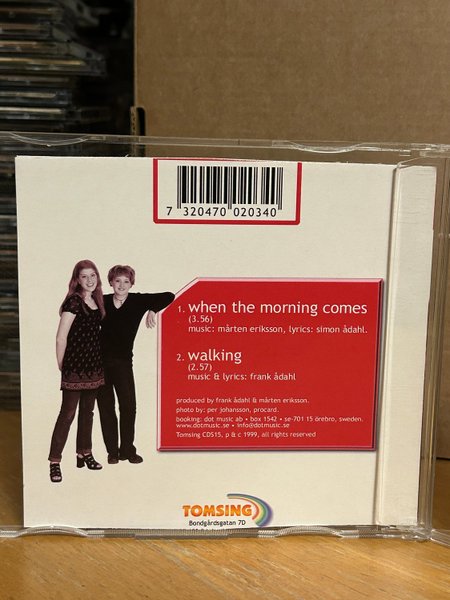 7 320470 020340
1. when the morning comes
(3.56)
music: mårten eriksson, lyrics: simon ådahl.
2. walking
(2.57)
music & lyrics: frank ådahl
produced by frank ådahl & mårten eriksson.
photo by: per johansson, procard.
booking: dot music ab • box 1542 • se-701 15 örebro, sweden.
www.dotmusic.se • info@dotmusic.se
Tomsing CDS15, p & c 1999, all rights reserved
TOMSING
Bondgårdsgatan 7D